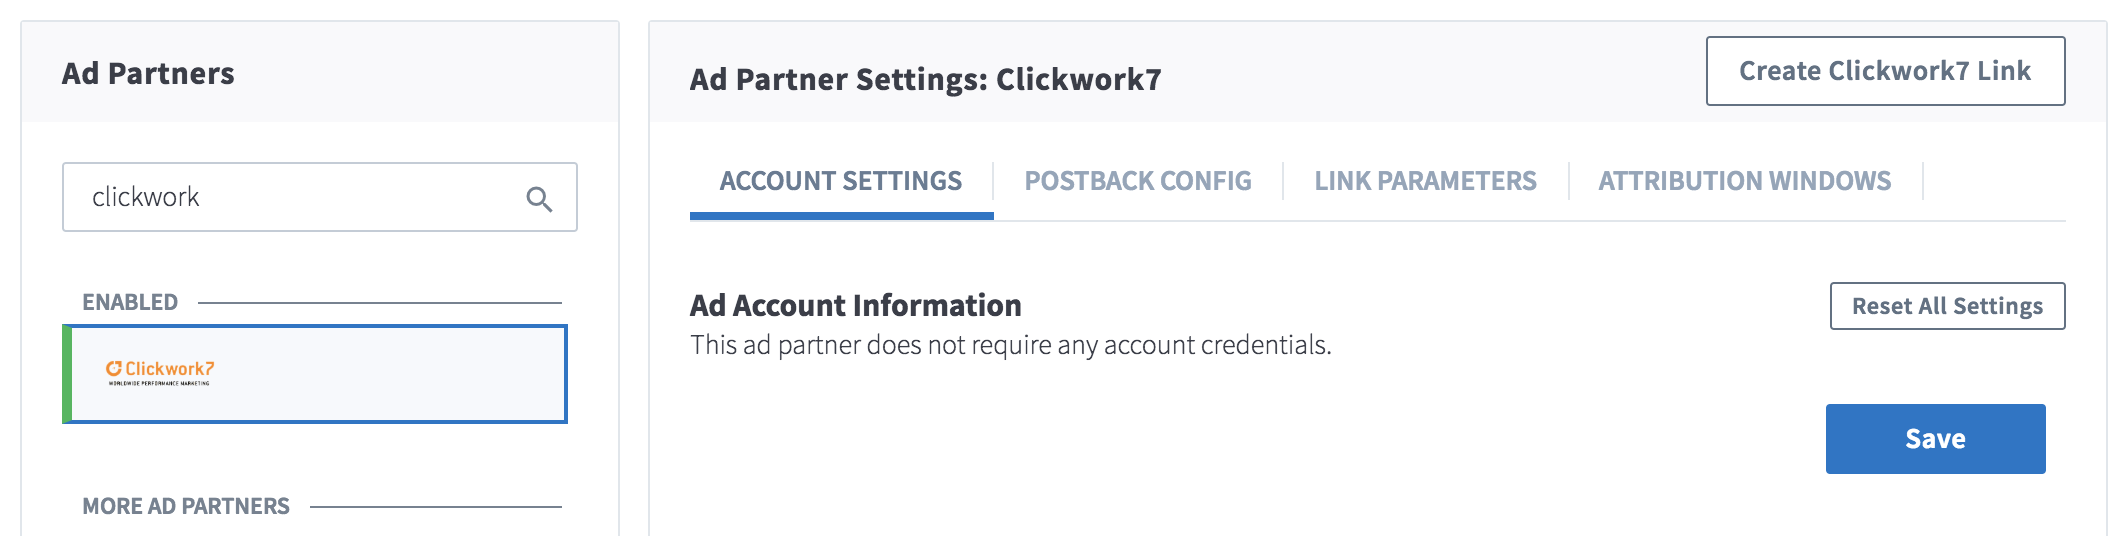 Ad Partners
clickwork
ENABLED
Clickwork7
WORLDWIDE PERFORMANCE MARKETING
MORE AD PARTNERS
Ad Partner Settings: Clickwork7
Create Clickwork7 Link
ACCOUNT SETTINGS
POSTBACK CONFIG
LINK PARAMETERS
ATTRIBUTION WINDOWS
Ad Account Information
Reset All Settings
This ad partner does not require any account credentials.
Save